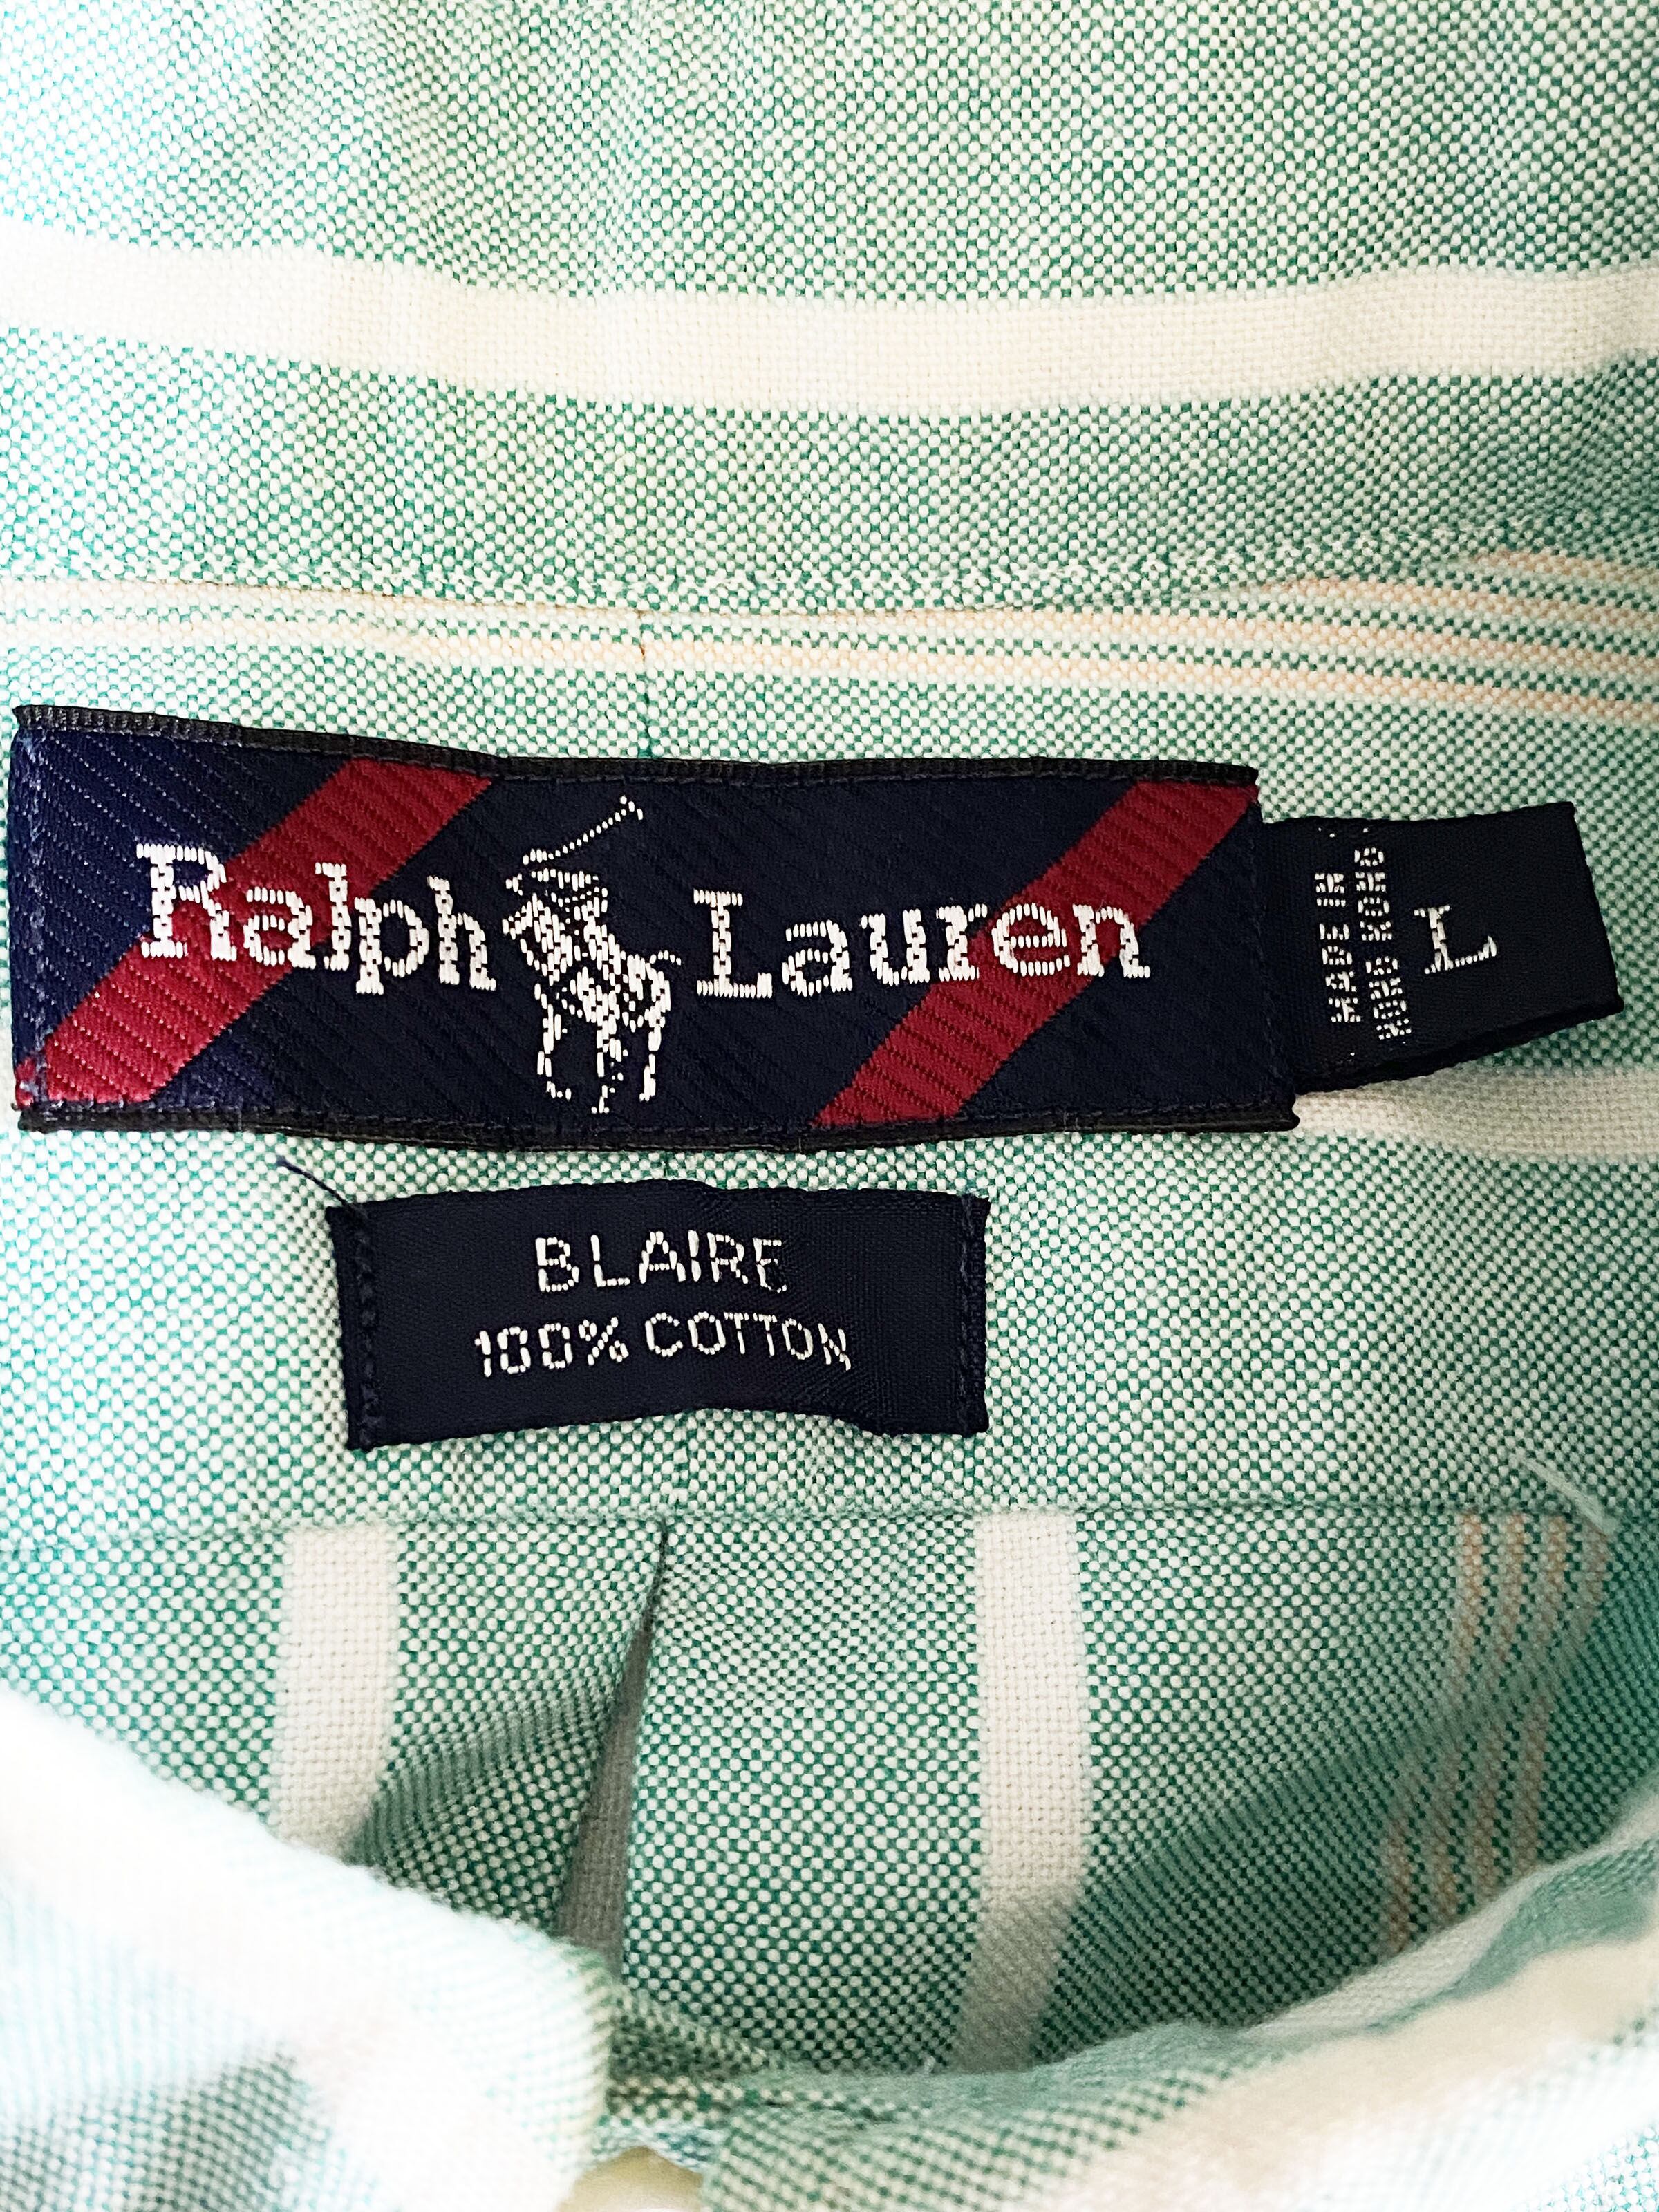 Ralph Lauren
MADE IN
HONG KONG
L
BLAIRE
100% COTTON